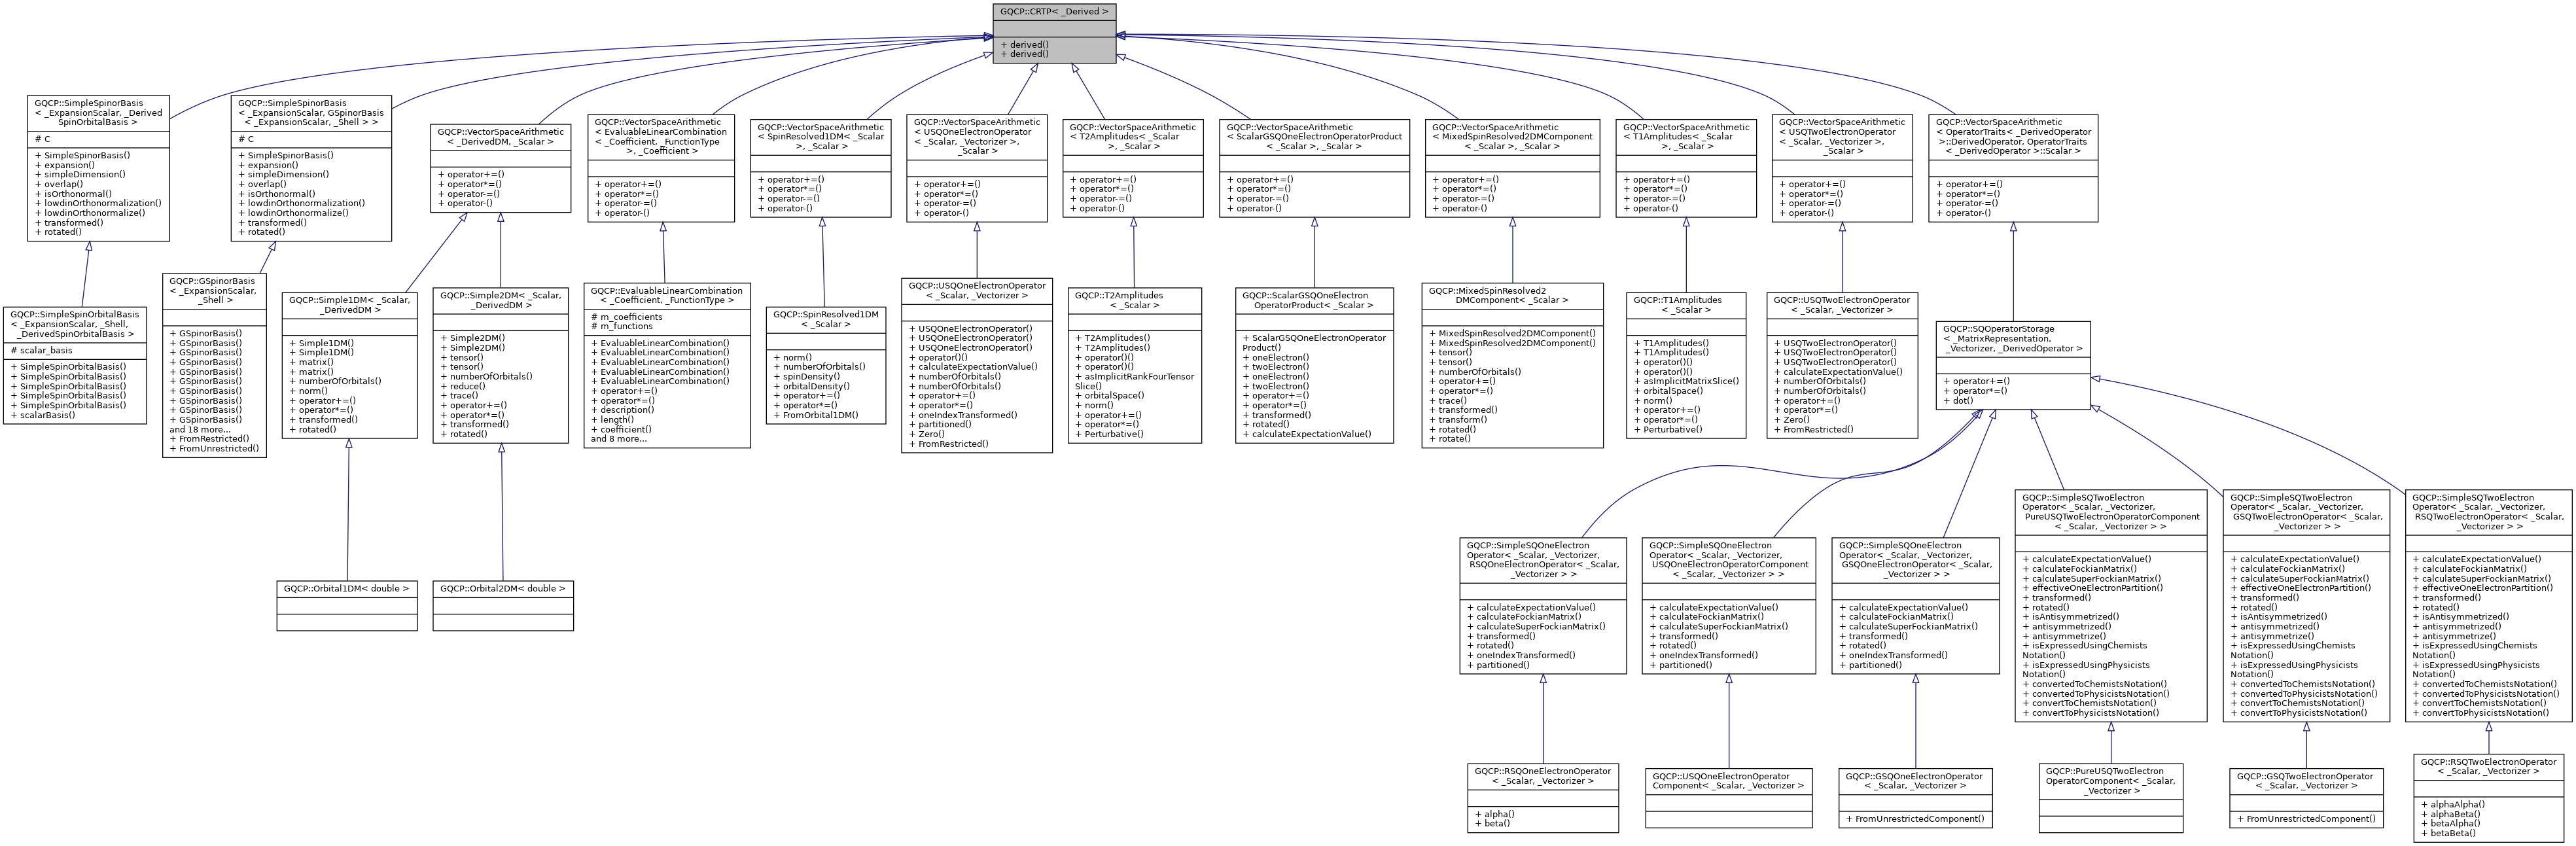 GQCP::CRTP< _Derived >
+ derived()
+ derived()
GQCP::SimpleSpinorBasis
< _ExpansionScalar, _Derived
SpinOrbitalBasis >
# C
+ SimpleSpinorBasis()
+ expansion()
+ simpleDimension()
+ overlap()
+ isOrthonormal()
+ lowdinOrthonormalization()
+ lowdinOrthonormalize()
+ transformed()
+ rotated()
GQCP::SimpleSpinorBasis
< _ExpansionScalar, GSpinorBasis
< _ExpansionScalar, _Shell > >
# C
+ SimpleSpinorBasis()
+ expansion()
+ simpleDimension()
+ overlap()
+ isOrthonormal()
+ lowdinOrthonormalization()
+ lowdinOrthonormalize()
+ transformed()
+ rotated()
GQCP::VectorSpaceArithmetic
< _DerivedDM, _Scalar >
+ operator+=()
+ operator*=()
+ operator-=()
+ operator-()
GQCP::VectorSpaceArithmetic
< EvaluableLinearCombination
< _Coefficient, _FunctionType
>, _Coefficient >
+ operator+=()
+ operator*=()
+ operator-=()
+ operator-()
GQCP::VectorSpaceArithmetic
< SpinResolved1DM< _Scalar
>, _Scalar >
+ operator+=()
+ operator*=()
+ operator-=()
+ operator-()
GQCP::VectorSpaceArithmetic
< USQOneElectronOperator
< _Scalar, _Vectorizer >,
_Scalar >
+ operator+=()
+ operator*=()
+ operator-=()
+ operator-()
GQCP::VectorSpaceArithmetic
< T2Amplitudes< _Scalar
>, _Scalar >
+ operator+=()
+ operator*=()
+ operator-=()
+ operator-()
GQCP::VectorSpaceArithmetic
< ScalarGSQOneElectronOperatorProduct
< _Scalar >, _Scalar >
+ operator+=()
+ operator*=()
+ operator-=()
+ operator-()
GQCP::VectorSpaceArithmetic
< MixedSpinResolved2DMComponent
< _Scalar >, _Scalar >
+ operator+=()
+ operator*=()
+ operator-=()
+ operator-()
GQCP::VectorSpaceArithmetic
< T1Amplitudes< _Scalar
>, _Scalar >
+ operator+=()
+ operator*=()
+ operator-=()
+ operator-()
GQCP::VectorSpaceArithmetic
< USQTwoElectronOperator
< _Scalar, _Vectorizer >,
_Scalar >
+ operator+=()
+ operator*=()
+ operator-=()
+ operator-()
GQCP::VectorSpaceArithmetic
< OperatorTraits< _DerivedOperator
>::DerivedOperator, OperatorTraits
< _DerivedOperator >::Scalar >
+ operator+=()
+ operator*=()
+ operator-=()
+ operator-()
GQCP::SimpleSpinOrbitalBasis
< _ExpansionScalar, _Shell,
_DerivedSpinOrbitalBasis >
# scalar_basis
+ SimpleSpinOrbitalBasis()
+ SimpleSpinOrbitalBasis()
+ SimpleSpinOrbitalBasis()
+ SimpleSpinOrbitalBasis()
+ SimpleSpinOrbitalBasis()
+ scalarBasis()
GQCP::GSpinorBasis
< _ExpansionScalar,
_Shell >
+ GSpinorBasis()
+ GSpinorBasis()
+ GSpinorBasis()
+ GSpinorBasis()
+ GSpinorBasis()
+ GSpinorBasis()
+ GSpinorBasis()
+ GSpinorBasis()
+ GSpinorBasis()
+ GSpinorBasis()
and 18 more...
+ FromRestricted()
+ FromUnrestricted()
GQCP::Simple1DM< _Scalar,
_DerivedDM >
+ Simple1DM()
+ Simple1DM()
+ matrix()
+ matrix()
+ numberOfOrbitals()
+ norm()
+ operator+=()
+ operator*=()
+ transformed()
+ rotated()
GQCP::Simple2DM< _Scalar,
_DerivedDM >
+ Simple2DM()
+ Simple2DM()
+ tensor()
+ tensor()
+ numberOfOrbitals()
+ reduce()
+ trace()
+ operator+=()
+ operator*=()
+ transformed()
+ rotated()
GQCP::EvaluableLinearCombination
< _Coefficient, _FunctionType >
# m_coefficients
# m_functions
+ EvaluableLinearCombination()
+ EvaluableLinearCombination()
+ EvaluableLinearCombination()
+ EvaluableLinearCombination()
+ EvaluableLinearCombination()
+ operator+=()
+ operator*=()
+ description()
+ length()
+ coefficient()
and 8 more...
GQCP::SpinResolved1DM
< _Scalar >
+ norm()
+ numberOfOrbitals()
+ spinDensity()
+ orbitalDensity()
+ operator+=()
+ operator*=()
+ FromOrbital1DM()
GQCP::USQOneElectronOperator
< _Scalar, _Vectorizer >
+ USQOneElectronOperator()
+ USQOneElectronOperator()
+ USQOneElectronOperator()
+ operator()()
+ calculateExpectationValue()
+ numberOfOrbitals()
+ numberOfOrbitals()
+ operator+=()
+ operator*=()
+ oneIndexTransformed()
+ partitioned()
+ Zero()
+ FromRestricted()
GQCP::T2Amplitudes
< _Scalar >
+ T2Amplitudes()
+ T2Amplitudes()
+ operator()()
+ operator()()
+ asImplicitRankFourTensor
Slice()
+ orbitalSpace()
+ norm()
+ operator+=()
+ operator*=()
+ Perturbative()
GQCP::ScalarGSQOneElectron
OperatorProduct< _Scalar >
+ ScalarGSQOneElectronOperator
Product()
+ oneElectron()
+ twoElectron()
+ oneElectron()
+ twoElectron()
+ operator+=()
+ operator*=()
+ transformed()
+ rotated()
+ calculateExpectationValue()
GQCP::MixedSpinResolved2
DMComponent< _Scalar >
+ MixedSpinResolved2DMComponent()
+ MixedSpinResolved2DMComponent()
+ tensor()
+ tensor()
+ numberOfOrbitals()
+ operator+=()
+ operator*=()
+ trace()
+ transformed()
+ transform()
+ rotated()
+ rotate()
GQCP::T1Amplitudes
< _Scalar >
+ T1Amplitudes()
+ T1Amplitudes()
+ operator()()
+ operator()()
+ asImplicitMatrixSlice()
+ orbitalSpace()
+ norm()
+ operator+=()
+ operator*=()
+ Perturbative()
GQCP::USQTwoElectronOperator
< _Scalar, _Vectorizer >
+ USQTwoElectronOperator()
+ USQTwoElectronOperator()
+ USQTwoElectronOperator()
+ calculateExpectationValue()
+ numberOfOrbitals()
+ numberOfOrbitals()
+ operator+=()
+ operator*=()
+ Zero()
+ FromRestricted()
GQCP::SQOperatorStorage
< _MatrixRepresentation,
_Vectorizer, _DerivedOperator >
+ operator+=()
+ operator*=()
+ dot()
GQCP::Orbital1DM< double >
GQCP::Orbital2DM< double >
GQCP::SimpleSQOneElectron
Operator< _Scalar, _Vectorizer,
RSQOneElectronOperator< _Scalar,
_Vectorizer > >
+ calculateExpectationValue()
+ calculateFockianMatrix()
+ calculateSuperFockianMatrix()
+ transformed()
+ rotated()
+ oneIndexTransformed()
+ partitioned()
GQCP::SimpleSQOneElectron
Operator< _Scalar, _Vectorizer,
USQOneElectronOperatorComponent
< _Scalar, _Vectorizer > >
+ calculateExpectationValue()
+ calculateFockianMatrix()
+ calculateSuperFockianMatrix()
+ transformed()
+ rotated()
+ oneIndexTransformed()
+ partitioned()
GQCP::SimpleSQOneElectron
Operator< _Scalar, _Vectorizer,
GSQOneElectronOperator< _Scalar,
_Vectorizer > >
+ calculateExpectationValue()
+ calculateFockianMatrix()
+ calculateSuperFockianMatrix()
+ transformed()
+ rotated()
+ oneIndexTransformed()
+ partitioned()
GQCP::SimpleSQTwoElectron
Operator< _Scalar, _Vectorizer,
PureUSQTwoElectronOperatorComponent
< _Scalar, _Vectorizer > >
+ calculateExpectationValue()
+ calculateFockianMatrix()
+ calculateSuperFockianMatrix()
+ effectiveOneElectronPartition()
+ transformed()
+ rotated()
+ isAntisymmetrized()
+ antisymmetrized()
+ antisymmetrize()
+ isExpressedUsingChemists
Notation()
+ isExpressedUsingPhysicists
Notation()
+ convertedToChemistsNotation()
+ convertedToPhysicistsNotation()
+ convertToChemistsNotation()
+ convertToPhysicistsNotation()
GQCP::SimpleSQTwoElectron
Operator< _Scalar, _Vectorizer,
GSQTwoElectronOperator< _Scalar,
_Vectorizer > >
+ calculateExpectationValue()
+ calculateFockianMatrix()
+ calculateSuperFockianMatrix()
+ effectiveOneElectronPartition()
+ transformed()
+ rotated()
+ isAntisymmetrized()
+ antisymmetrized()
+ antisymmetrize()
+ isExpressedUsingChemists
Notation()
+ isExpressedUsingPhysicists
Notation()
+ convertedToChemistsNotation()
+ convertedToPhysicistsNotation()
+ convertToChemistsNotation()
+ convertToPhysicistsNotation()
GQCP::SimpleSQTwoElectron
Operator< _Scalar, _Vectorizer,
RSQTwoElectronOperator< _Scalar,
_Vectorizer > >
+ calculateExpectationValue()
+ calculateFockianMatrix()
+ calculateSuperFockianMatrix()
+ effectiveOneElectronPartition()
+ transformed()
+ rotated()
+ isAntisymmetrized()
+ antisymmetrized()
+ antisymmetrize()
+ isExpressedUsingChemists
Notation()
+ isExpressedUsingPhysicists
Notation()
+ convertedToChemistsNotation()
+ convertedToPhysicistsNotation()
+ convertToChemistsNotation()
+ convertToPhysicistsNotation()
GQCP::RSQOneElectronOperator
< _Scalar, _Vectorizer >
+ alpha()
+ beta()
GQCP::USQOneElectronOperator
Component< _Scalar, _Vectorizer >
GQCP::GSQOneElectronOperator
< _Scalar, _Vectorizer >
+ FromUnrestrictedComponent()
GQCP::PureUSQTwoElectron
OperatorComponent< _Scalar,
_Vectorizer >
GQCP::GSQTwoElectronOperator
< _Scalar, _Vectorizer >
+ FromUnrestrictedComponent()
GQCP::RSQTwoElectronOperator
< _Scalar, _Vectorizer >
+ alphaAlpha()
+ alphaBeta()
+ betaAlpha()
+ betaBeta()